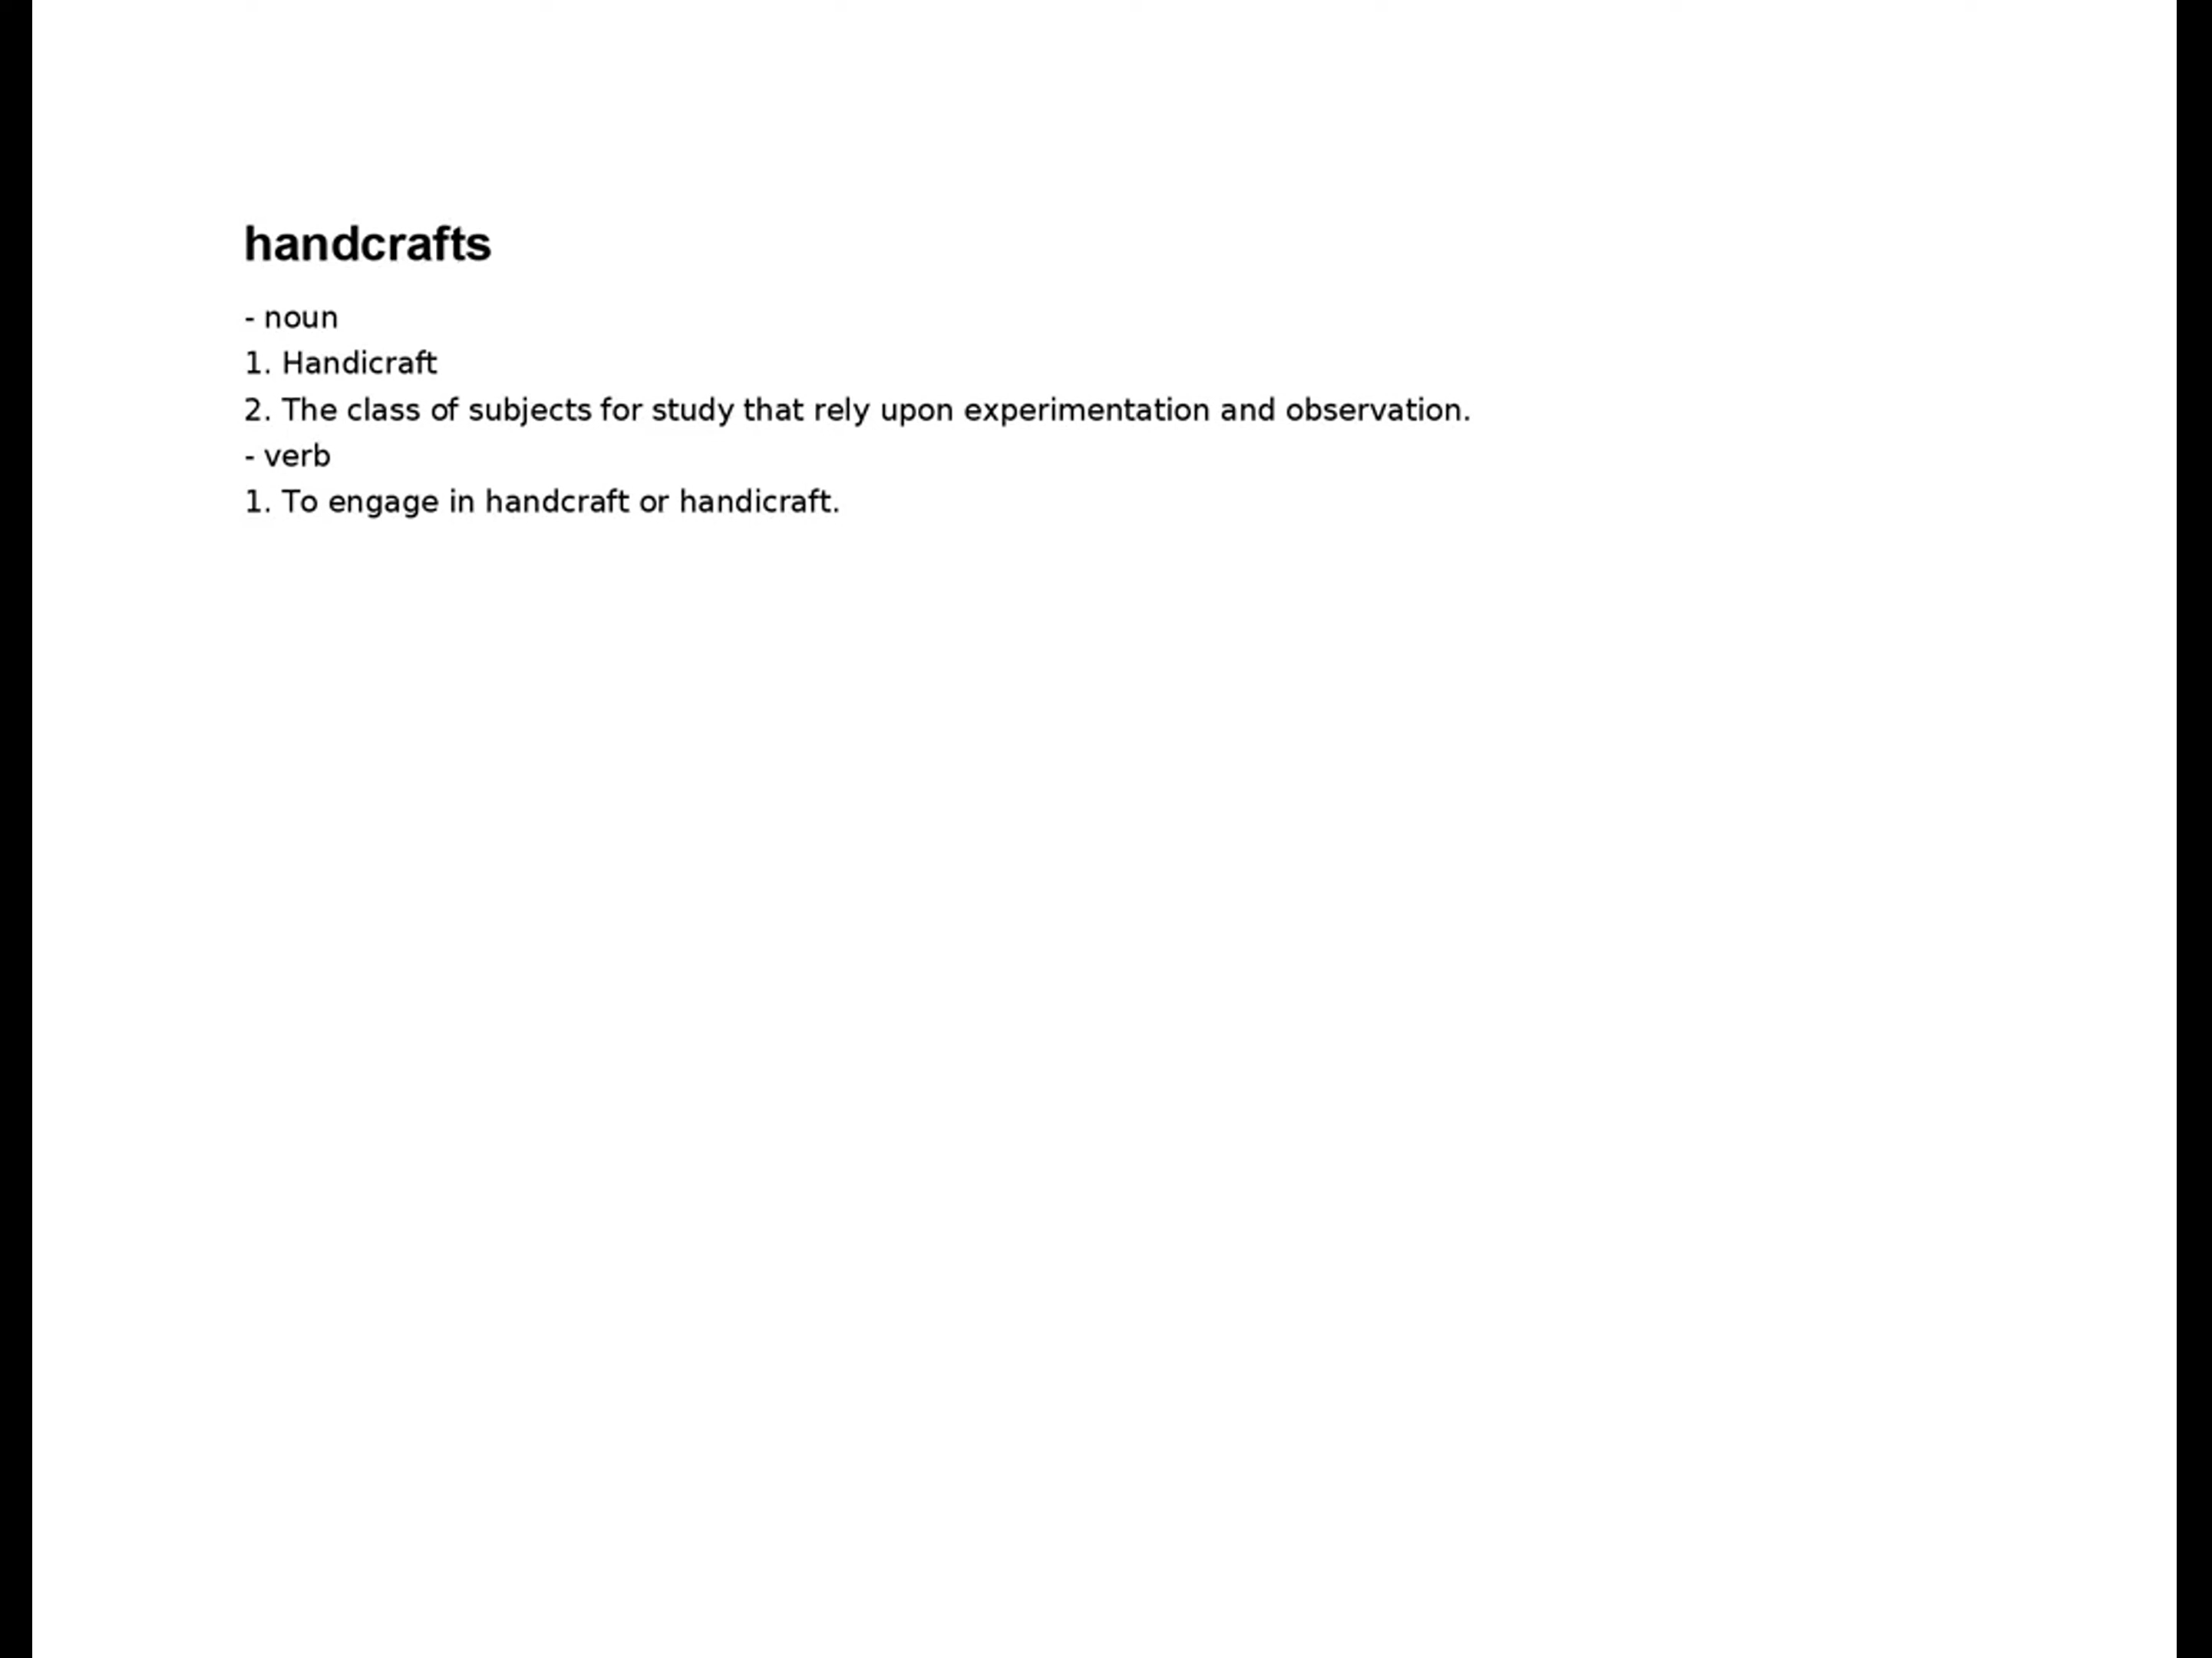 handcrafts
- noun
1. Handicraft
2. The class of subjects for study that rely upon experimentation and observation.
- verb
1. To engage in handcraft or handicraft.